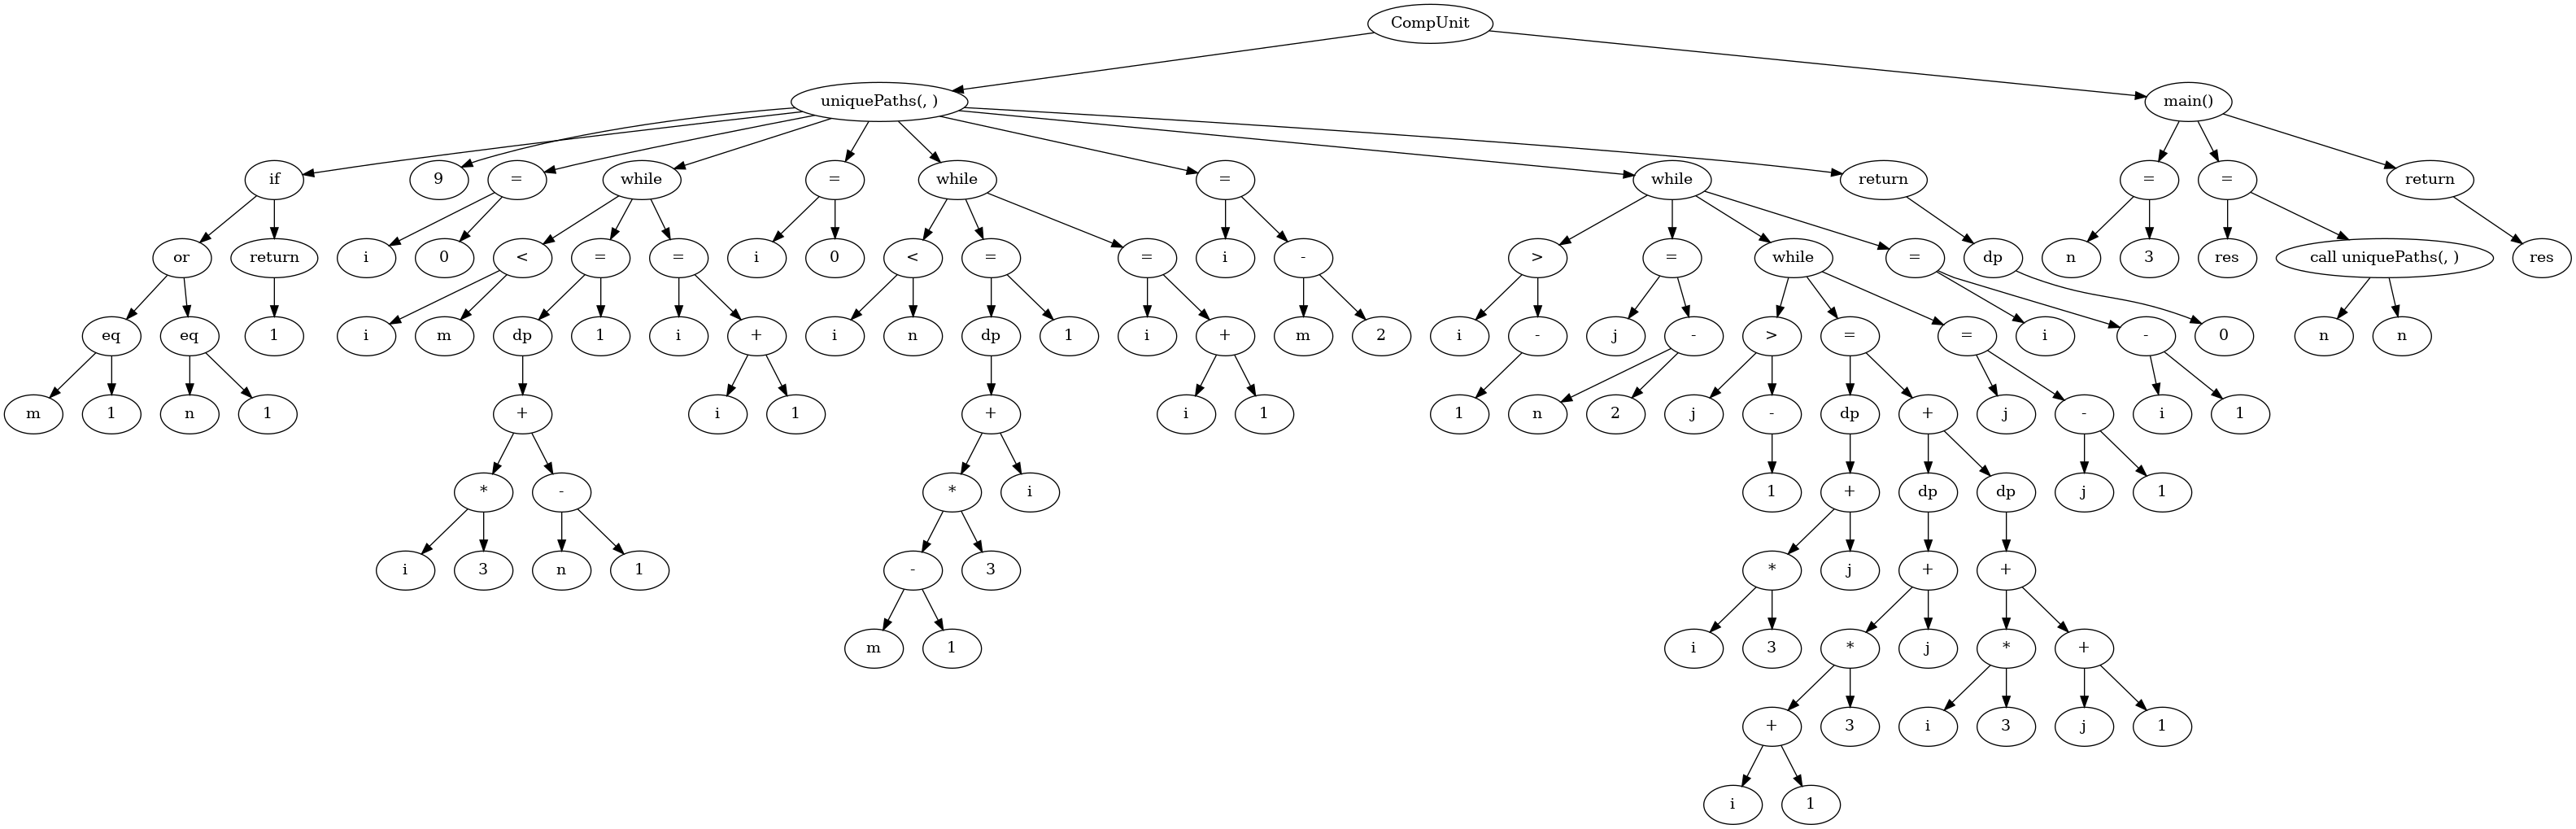 CompUnit
uniquePaths(, ) main()
if 9 = while = while = while return = = return
or return i 0 < = = i 0 < = = i - > = while = dp n 3 res call uniquePaths(, ) res
eq eq 1 i m dp 1 i + i n dp 1 i + m 2 i - j - > = = i - 0 n n
m 1 n 1 + i 1 + i 1 1 n 2 j - dp + j - i 1
* - * i 1 + dp dp j 1
i 3 n 1 - 3 * j + +
m 1 i 3 * j * +
+ 3 i 3 j 1
i 1